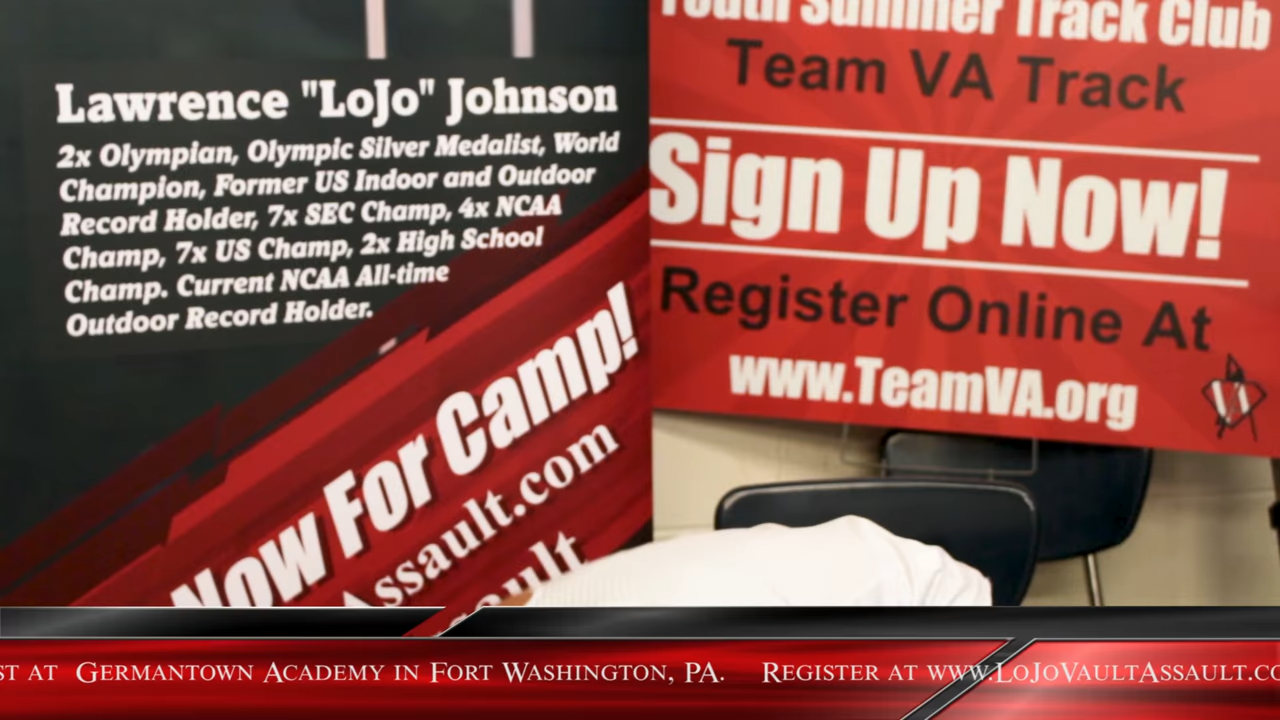 Lawrence "LoJo" Johnson
2x Olympian, Olympic Silver Medalist, World
Champion, Former US Indoor and Outdoor
Record Holder, 7x SEC Champ, 4x NCAA
Champ, 7x US Champ, 2x High School
Champ. Current NCAA All-time
Outdoor Record Holder.
Now For Camp!
Assault.com
Youth Summer Track Club
Team VA Track
Sign Up Now!
Register Online At
www.TeamVA.org
VA
ST AT GERMANTOWN ACADEMY IN FORT WASHINGTON, PA. REGISTER AT WWW.LOJOVAULTASSAULT.CO